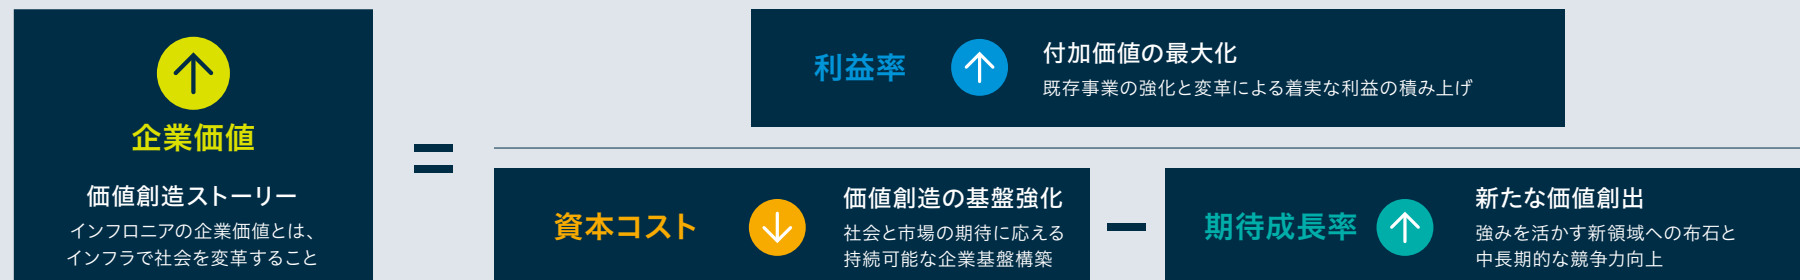 企業価値
価値創造ストーリー
インフロニアの企業価値とは、
インフラで社会を変革すること
=
利益率
付加価値の最大化
既存事業の強化と変革による着実な利益の積み上げ
資本コスト
価値創造の基盤強化
社会と市場の期待に応える
持続可能な企業基盤構築
−
期待成長率
新たな価値創出
強みを活かす新領域への布石と
中長期的な競争力向上